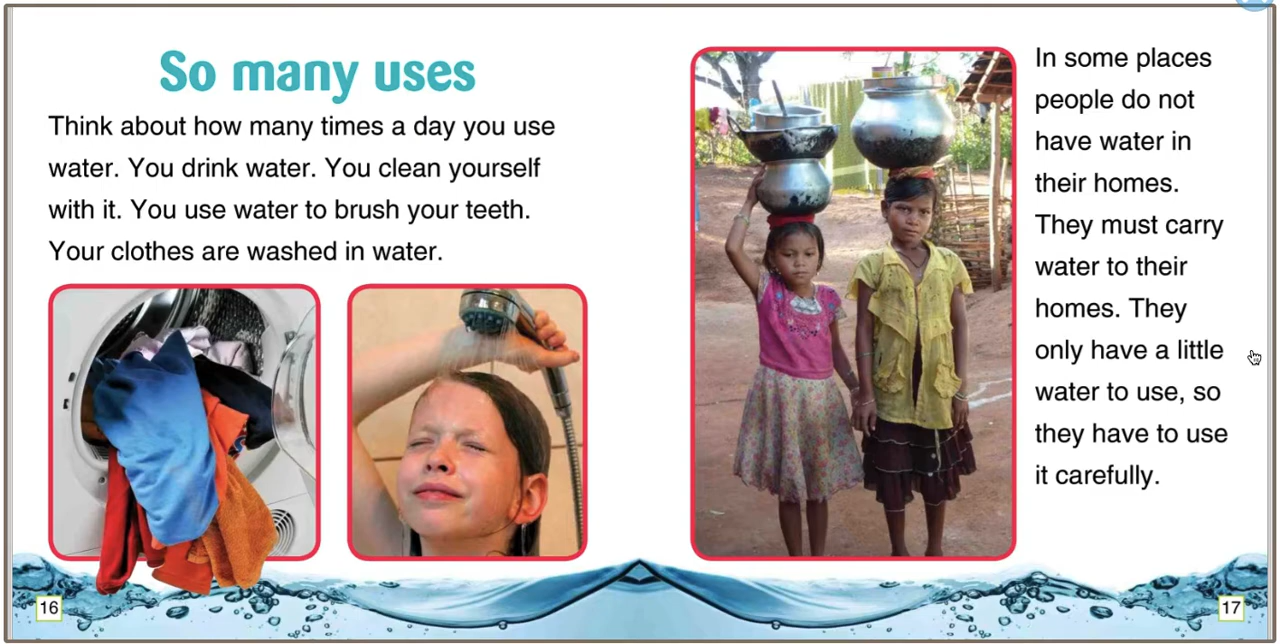 So many uses
Think about how many times a day you use
water. You drink water. You clean yourself
with it. You use water to brush your teeth.
Your clothes are washed in water.
16
In some places
people do not
have water in
their homes.
They must carry
water to their
homes. They
only have a little
water to use, so
they have to use
it carefully.
17